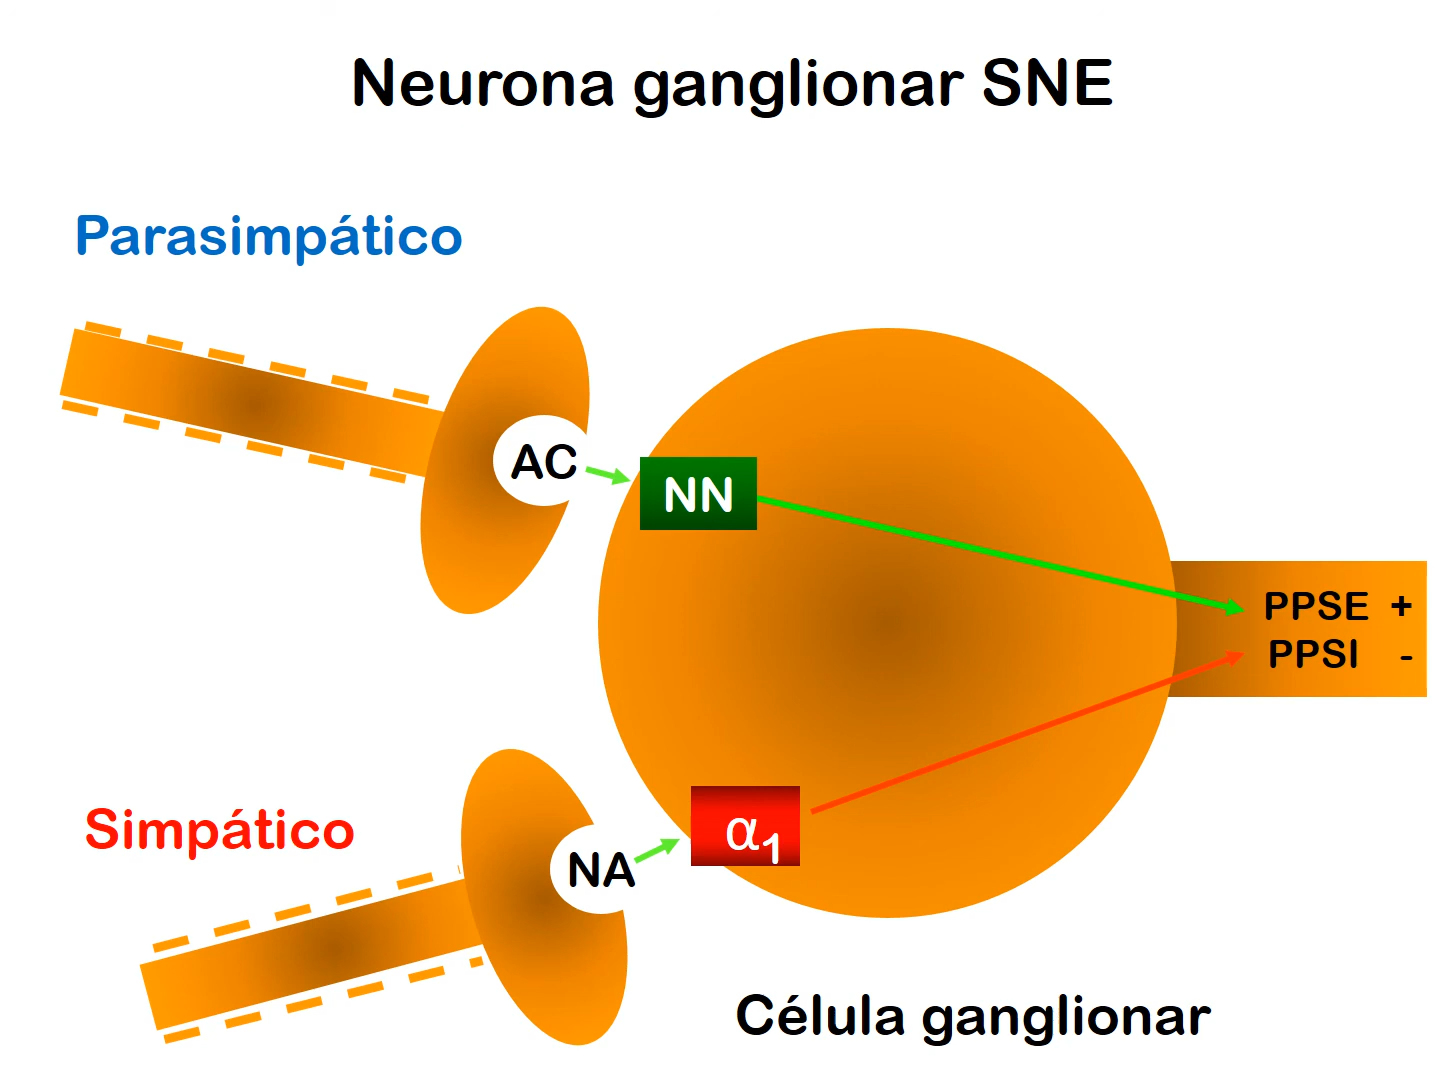 Neurona ganglionar SNE
Parasimpático
AC
NN
PPSE +
PPSI -
Simpático
α1
NA
Célula ganglionar